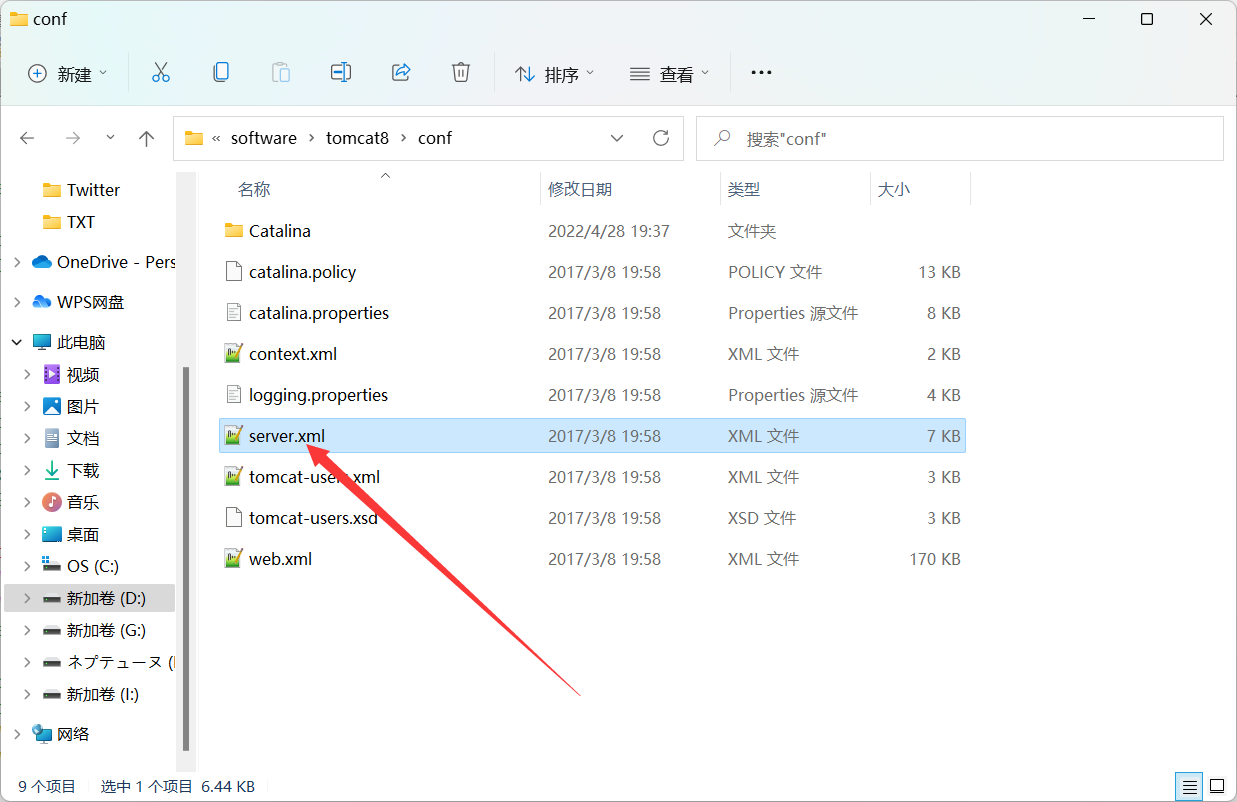 conf
新建 排序 查看
« software › tomcat8 › conf 搜索"conf"
Twitter
TXT
OneDrive - Pers
WPS网盘
此电脑
视频
图片
文档
下载
音乐
桌面
OS (C:)
新加卷 (D:)
新加卷 (G:)
ネプテューヌ (
新加卷 (I:)
网络
名称 修改日期 类型 大小
Catalina 2022/4/28 19:37 文件夹
catalina.policy 2017/3/8 19:58 POLICY 文件 13 KB
catalina.properties 2017/3/8 19:58 Properties 源文件 8 KB
context.xml 2017/3/8 19:58 XML 文件 2 KB
logging.properties 2017/3/8 19:58 Properties 源文件 4 KB
server.xml 2017/3/8 19:58 XML 文件 7 KB
tomcat-users.xml 2017/3/8 19:58 XML 文件 3 KB
tomcat-users.xsd 2017/3/8 19:58 XSD 文件 3 KB
web.xml 2017/3/8 19:58 XML 文件 170 KB
9 个项目 选中 1 个项目 6.44 KB